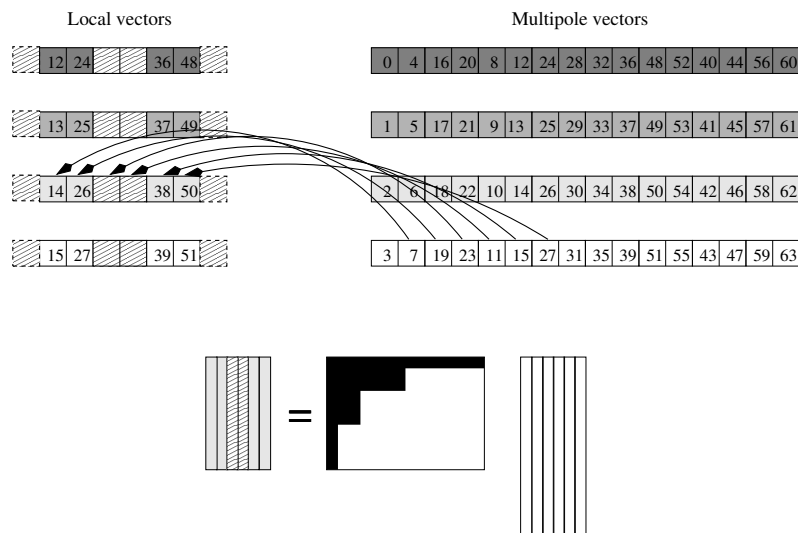 Local vectors Multipole vectors
12 24 36 48 0 4 16 20 8 12 24 28 32 36 48 52 40 44 56 60
13 25 37 49 1 5 17 21 9 13 25 29 33 37 49 53 41 45 57 61
14 26 38 50 2 6 18 22 10 14 26 30 34 38 50 54 42 46 58 62
15 27 39 51 3 7 19 23 11 15 27 31 35 39 51 55 43 47 59 63
=